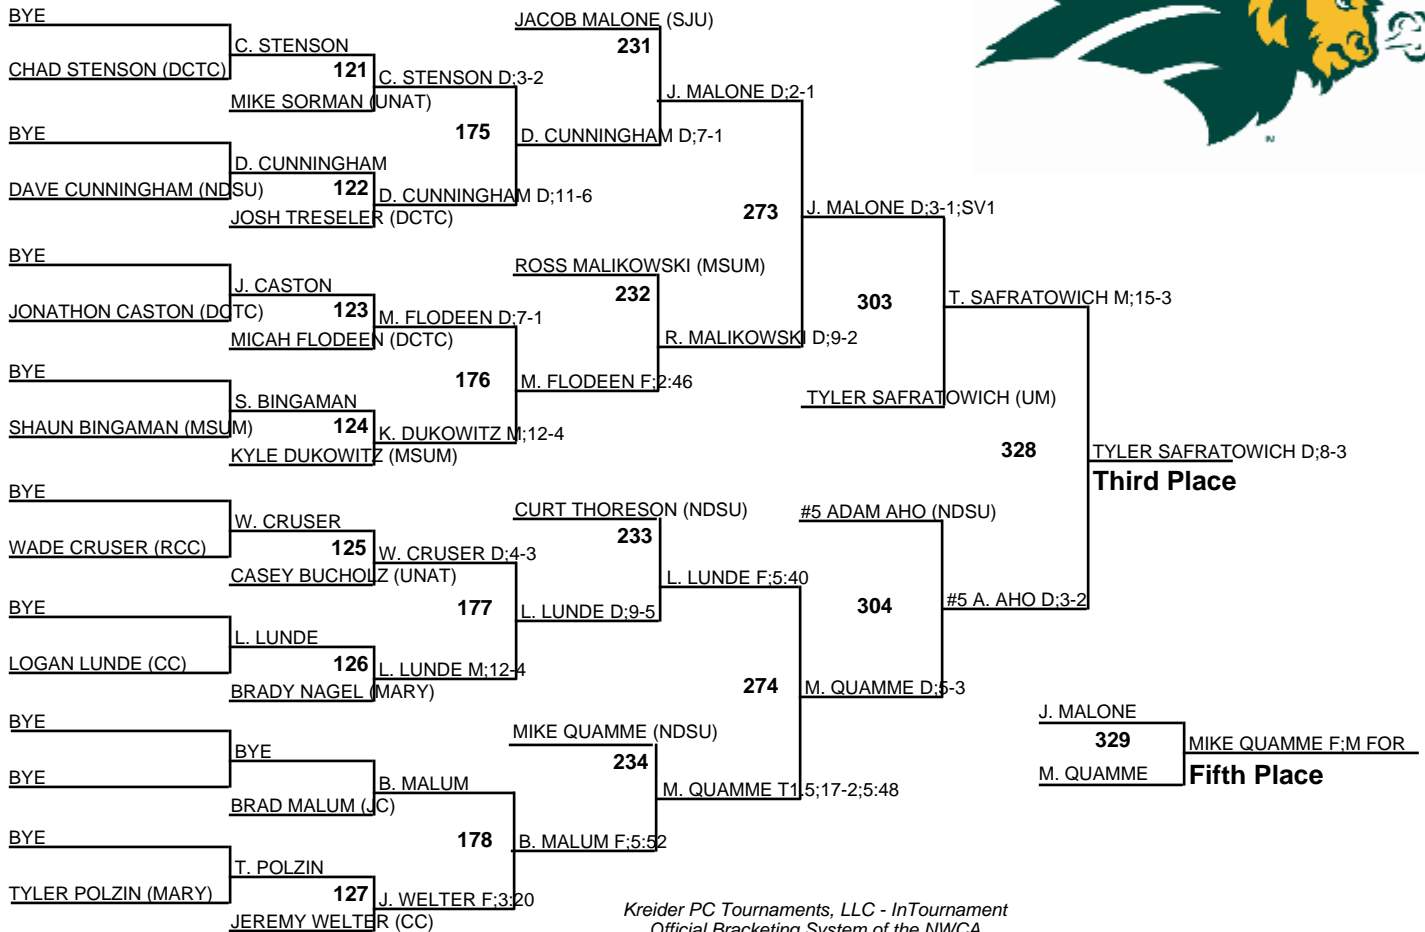 BYE
CHAD STENSON (DCTC)
C. STENSON
121
MIKE SORMAN (UNAT)
C. STENSON D;3-2
BYE
DAVE CUNNINGHAM (NDSU)
D. CUNNINGHAM
122
JOSH TRESELER (DCTC)
D. CUNNINGHAM D;11-6
175
D. CUNNINGHAM D;7-1
JACOB MALONE (SJU)
231
J. MALONE D;2-1
BYE
JONATHON CASTON (DCTC)
J. CASTON
123
MICAH FLODEEN (DCTC)
M. FLODEEN D;7-1
BYE
SHAUN BINGAMAN (MSUM)
S. BINGAMAN
124
KYLE DUKOWITZ (MSUM)
K. DUKOWITZ M;12-4
176
M. FLODEEN F;2:46
ROSS MALIKOWSKI (MSUM)
232
R. MALIKOWSKI D;9-2
273
J. MALONE D;3-1;SV1
303
TYLER SAFRATOWICH (UM)
T. SAFRATOWICH M;15-3
BYE
WADE CRUSER (RCC)
W. CRUSER
125
CASEY BUCHOLZ (UNAT)
W. CRUSER D;4-3
BYE
LOGAN LUNDE (CC)
L. LUNDE
126
BRADY NAGEL (MARY)
L. LUNDE M;12-4
177
L. LUNDE D;9-5
CURT THORESON (NDSU)
233
L. LUNDE F;5:40
BYE
BYE
BYE
BRAD MALUM (JC)
B. MALUM
BYE
TYLER POLZIN (MARY)
T. POLZIN
127
JEREMY WELTER (CC)
J. WELTER F;3:20
178
B. MALUM F;5:52
MIKE QUAMME (NDSU)
234
M. QUAMME T1.5;17-2;5:48
274
M. QUAMME D;5-3
#5 ADAM AHO (NDSU)
304
#5 A. AHO D;3-2
328
TYLER SAFRATOWICH D;8-3
Third Place
J. MALONE
329
M. QUAMME
MIKE QUAMME F;M FOR
Fifth Place
Kreider PC Tournaments, LLC - InTournament
Official Bracketing System of the NWCA